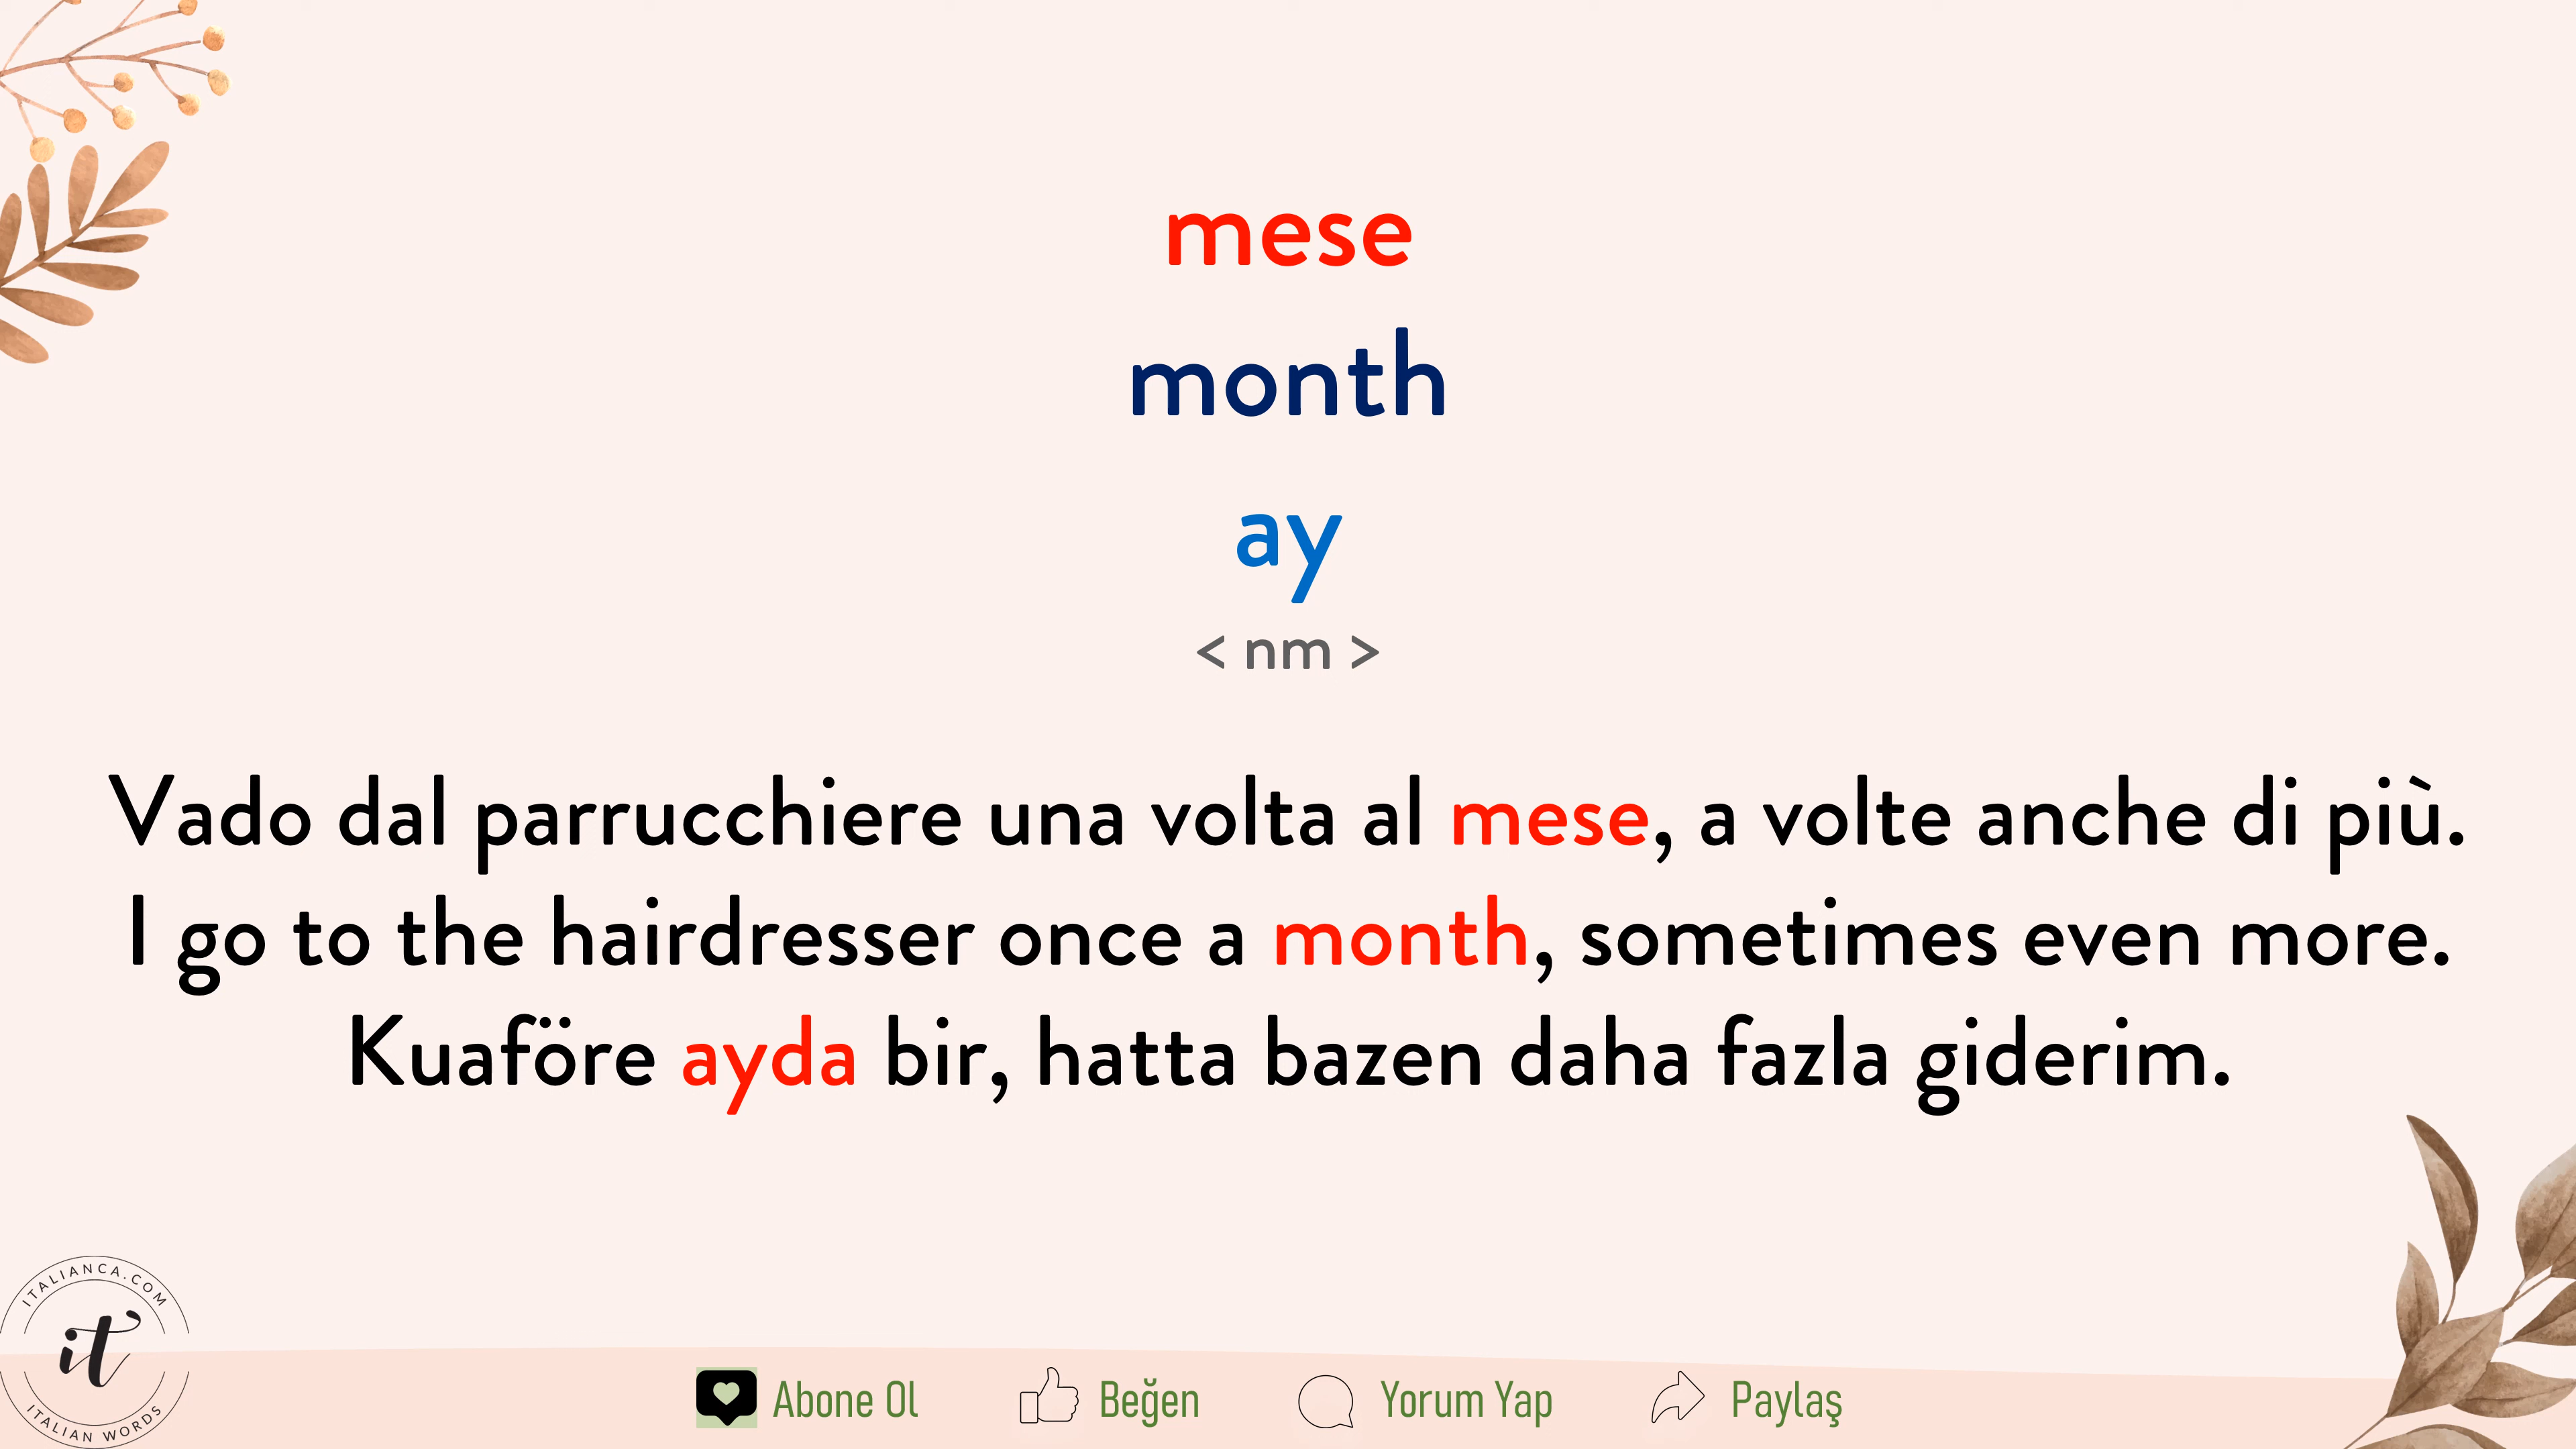 mese
month
ay
< nm >
Vado dal parrucchiere una volta al mese, a volte anche di più.
I go to the hairdresser once a month, sometimes even more.
Kuaföre ayda bir, hatta bazen daha fazla giderim.
ITALIANCA.COM
it
ITALIAN WORDS
Abone Ol
Beğen
Yorum Yap
Paylaş